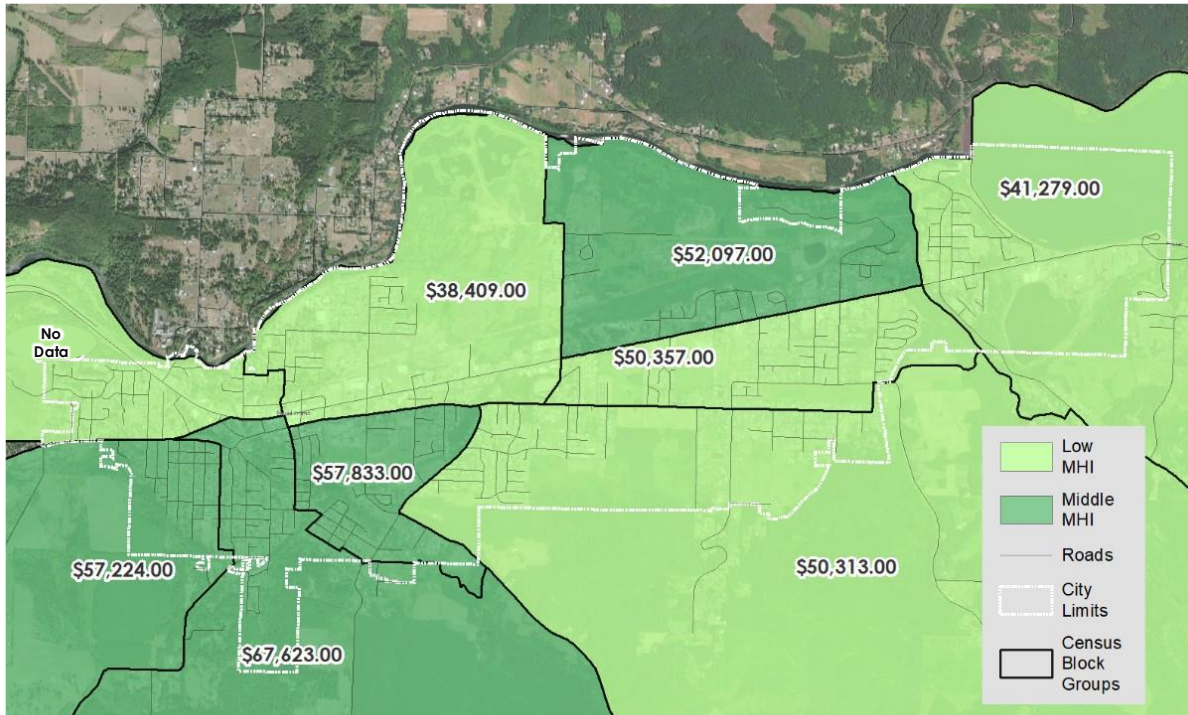 $41,279.00
$52,097.00
$38,409.00
No
Data
$50,357.00
$57,833.00
$57,224.00
$50,313.00
$67,623.00
Low
MHI
Middle
MHI
Roads
City
Limits
Census
Block
Groups